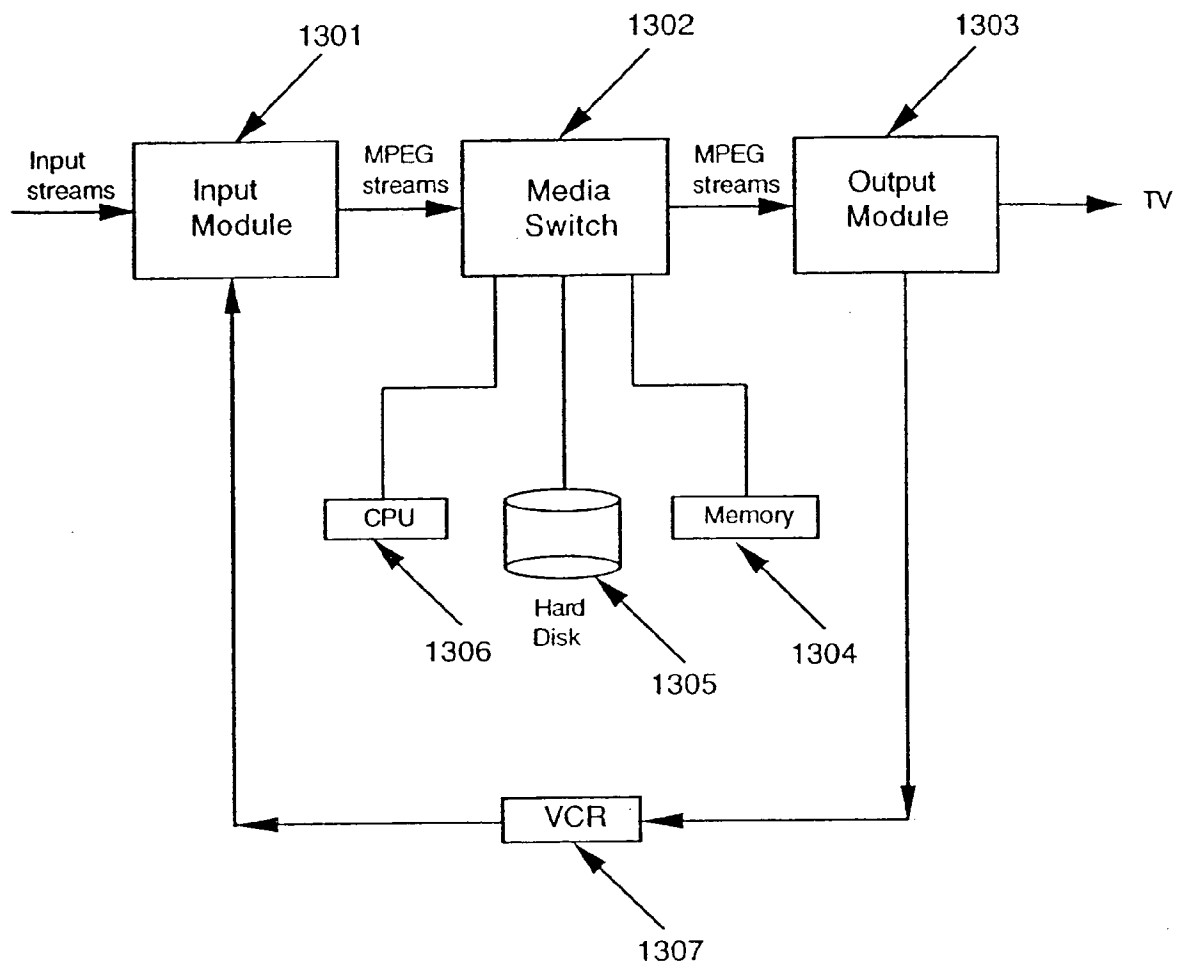 1301
1302
1303
Input
streams
Input
Module
MPEG
streams
Media
Switch
MPEG
streams
Output
Module
TV
CPU
Memory
Hard
Disk
1306
1305
1304
VCR
1307